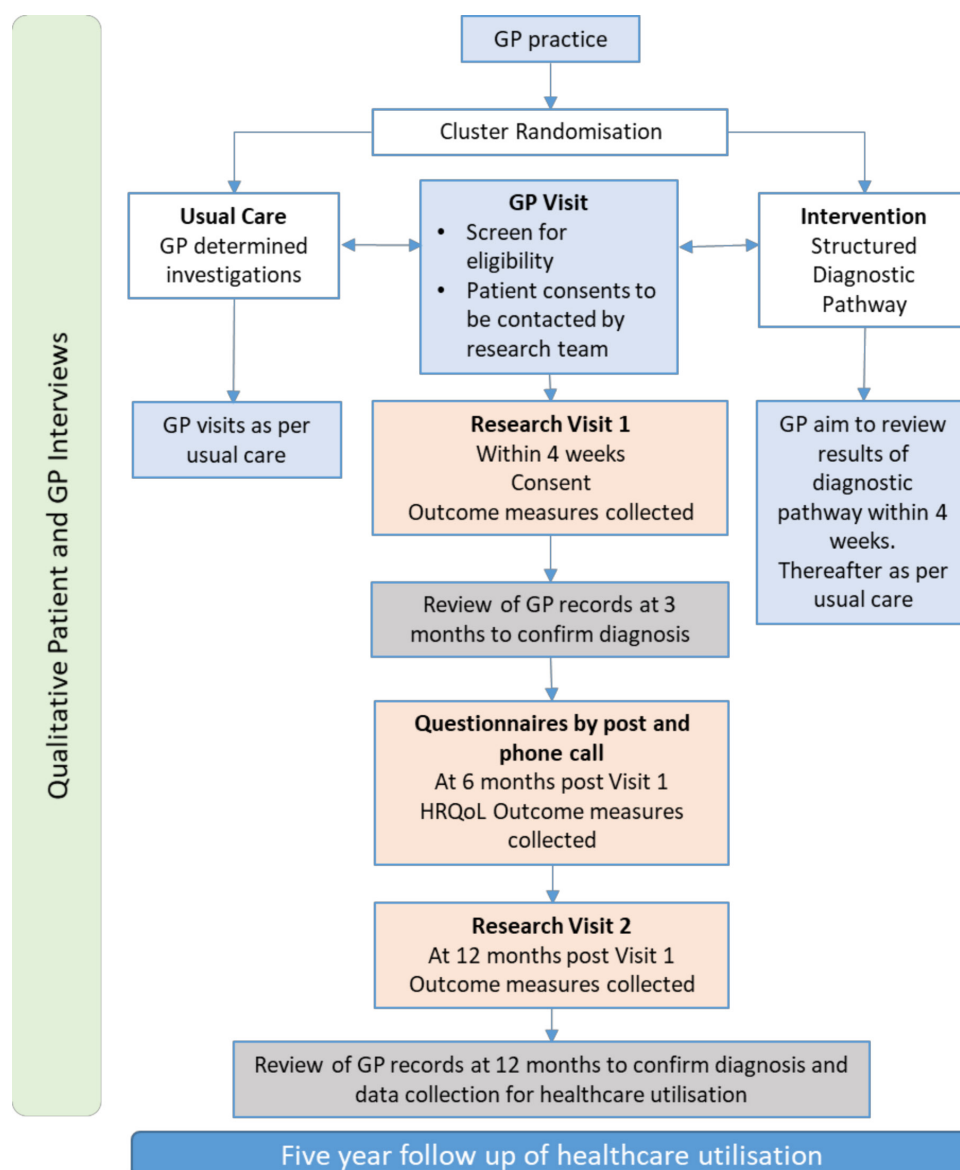 GP practice
Cluster Randomisation
Usual Care
GP determined
investigations
GP Visit
• Screen for
eligibility
• Patient consents to
be contacted by
research team
Intervention
Structured
Diagnostic
Pathway
GP visits as per
usual care
Research Visit 1
Within 4 weeks
Consent
Outcome measures collected
GP aim to review
results of
diagnostic
pathway within 4
weeks.
Thereafter as per
usual care
Review of GP records at 3
months to confirm diagnosis
Questionnaires by post and
phone call
At 6 months post Visit 1
HRQoL Outcome measures
collected
Research Visit 2
At 12 months post Visit 1
Outcome measures collected
Review of GP records at 12 months to confirm diagnosis and
data collection for healthcare utilisation
Five year follow up of healthcare utilisation
Qualitative Patient and GP Interviews